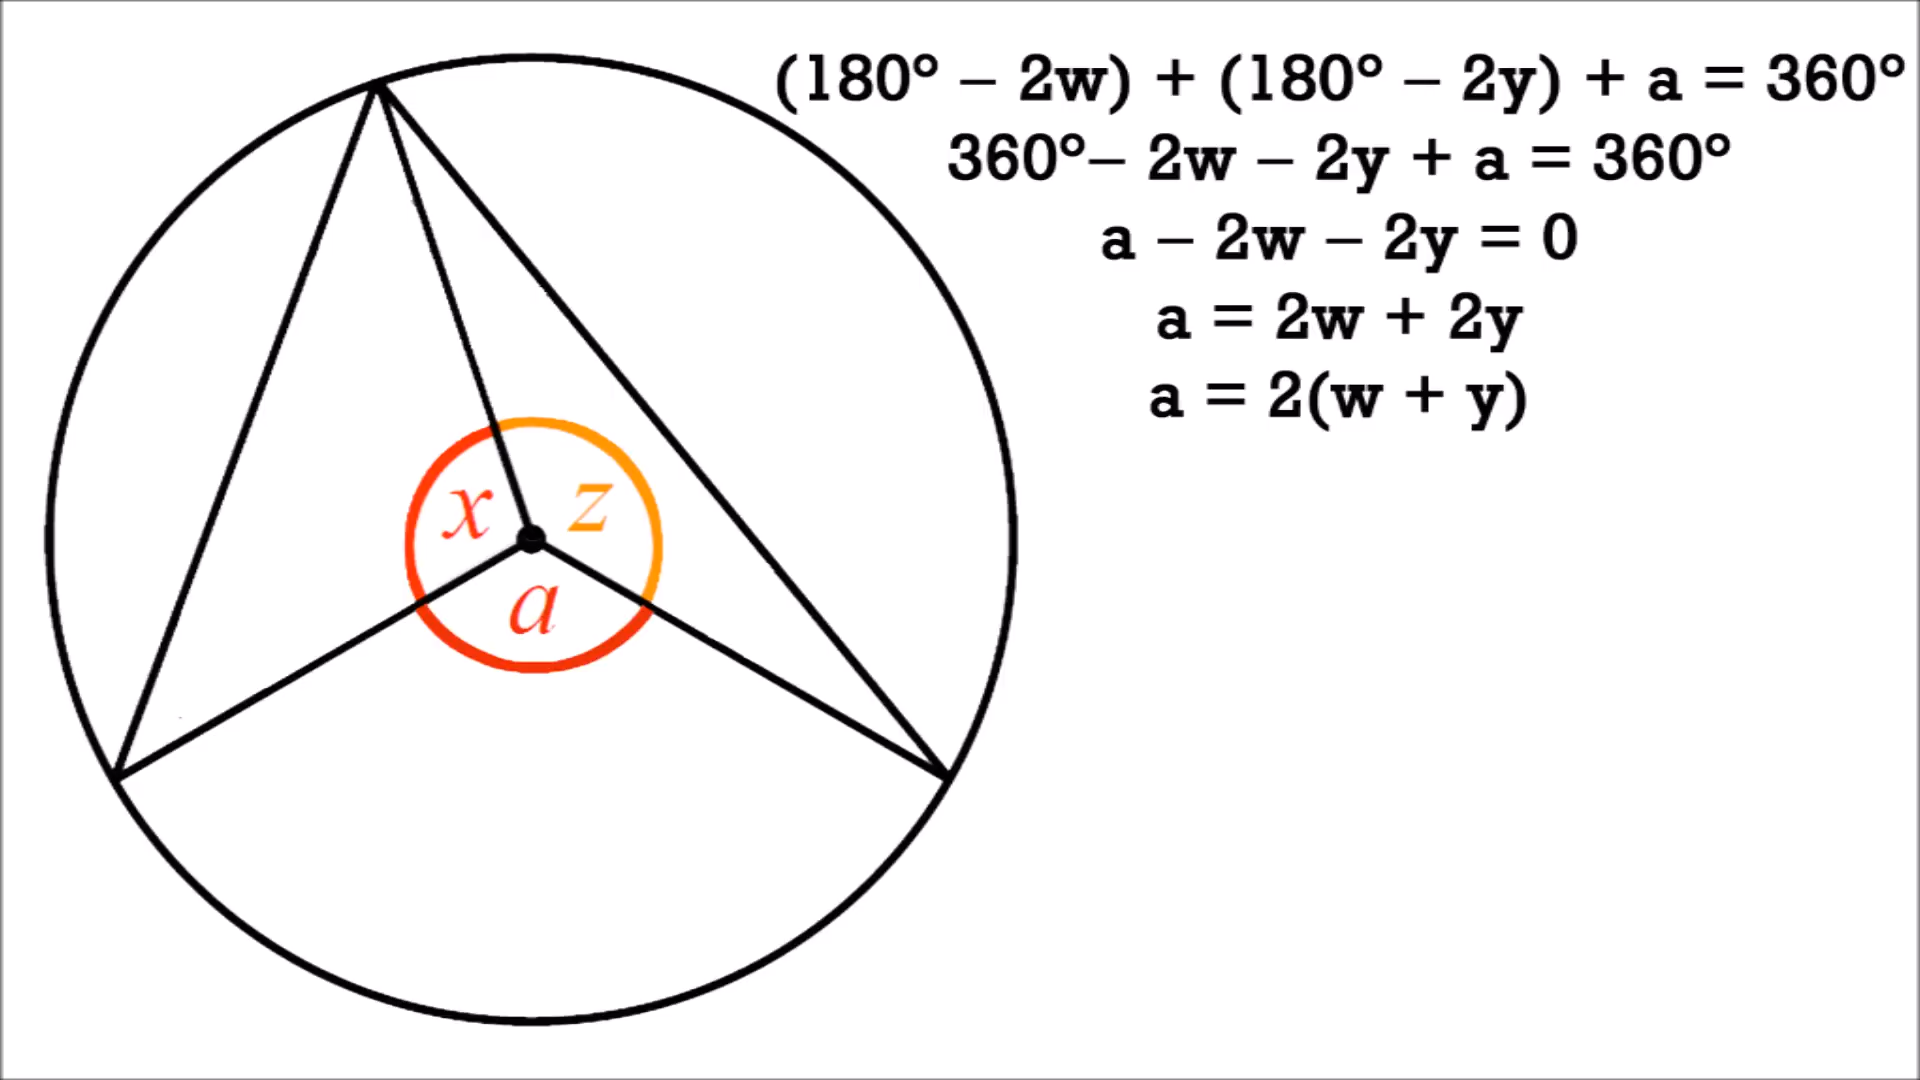 (180° – 2w) + (180° – 2y) + a = 360°
360°– 2w – 2y + a = 360°
a – 2w – 2y = 0
a = 2w + 2y
a = 2(w + y)
x z
a